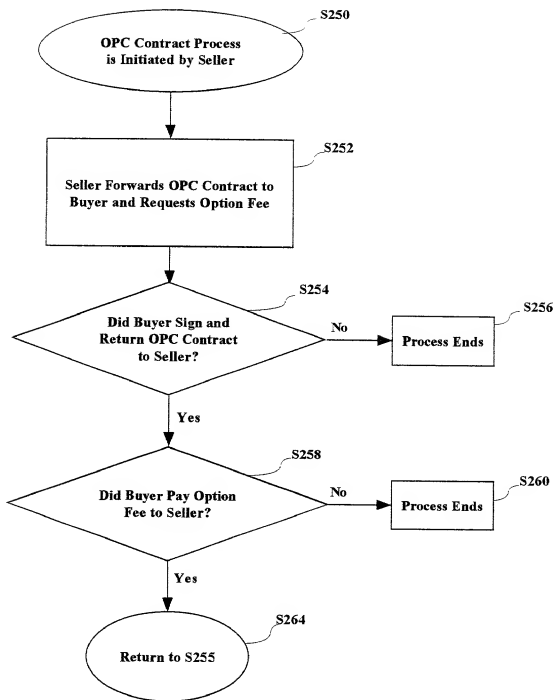 S250
OPC Contract Process
is Initiated by Seller
S252
Seller Forwards OPC Contract to
Buyer and Requests Option Fee
S254
Did Buyer Sign and
Return OPC Contract
to Seller?
No
S256
Process Ends
Yes
S258
Did Buyer Pay Option
Fee to Seller?
No
S260
Process Ends
Yes
S264
Return to S255